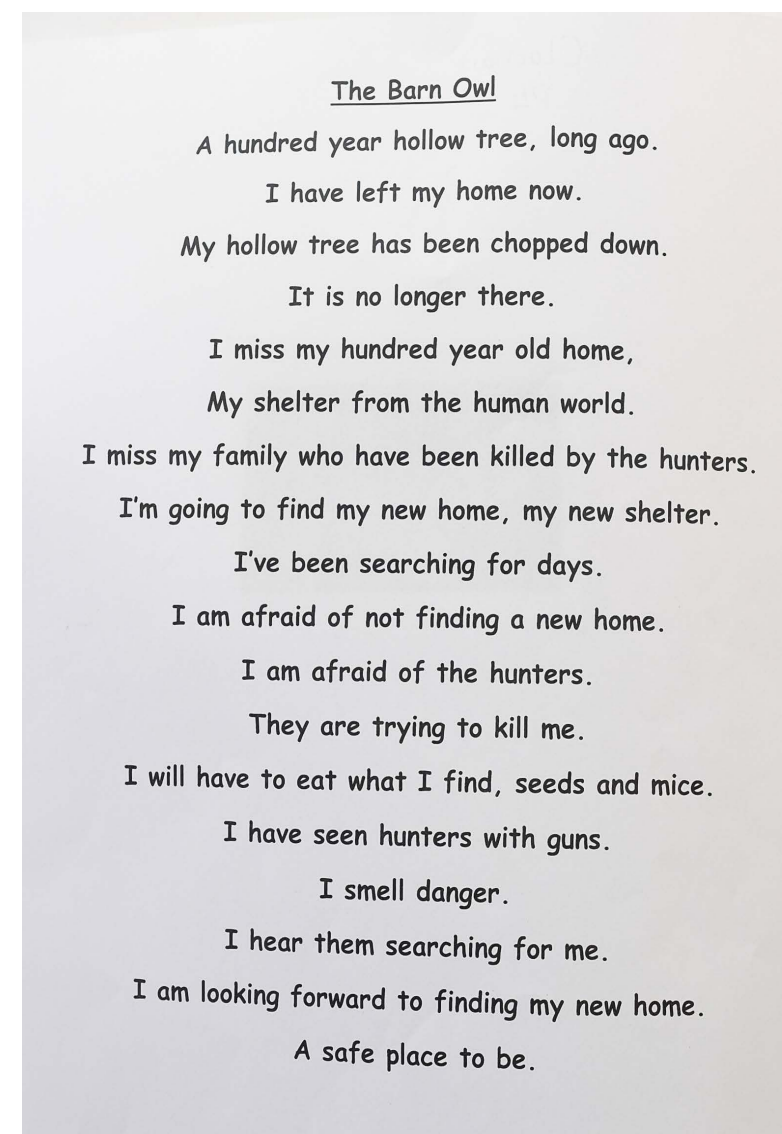 The Barn Owl
A hundred year hollow tree, long ago.
I have left my home now.
My hollow tree has been chopped down.
It is no longer there.
I miss my hundred year old home,
My shelter from the human world.
I miss my family who have been killed by the hunters.
I'm going to find my new home, my new shelter.
I've been searching for days.
I am afraid of not finding a new home.
I am afraid of the hunters.
They are trying to kill me.
I will have to eat what I find, seeds and mice.
I have seen hunters with guns.
I smell danger.
I hear them searching for me.
I am looking forward to finding my new home.
A safe place to be.